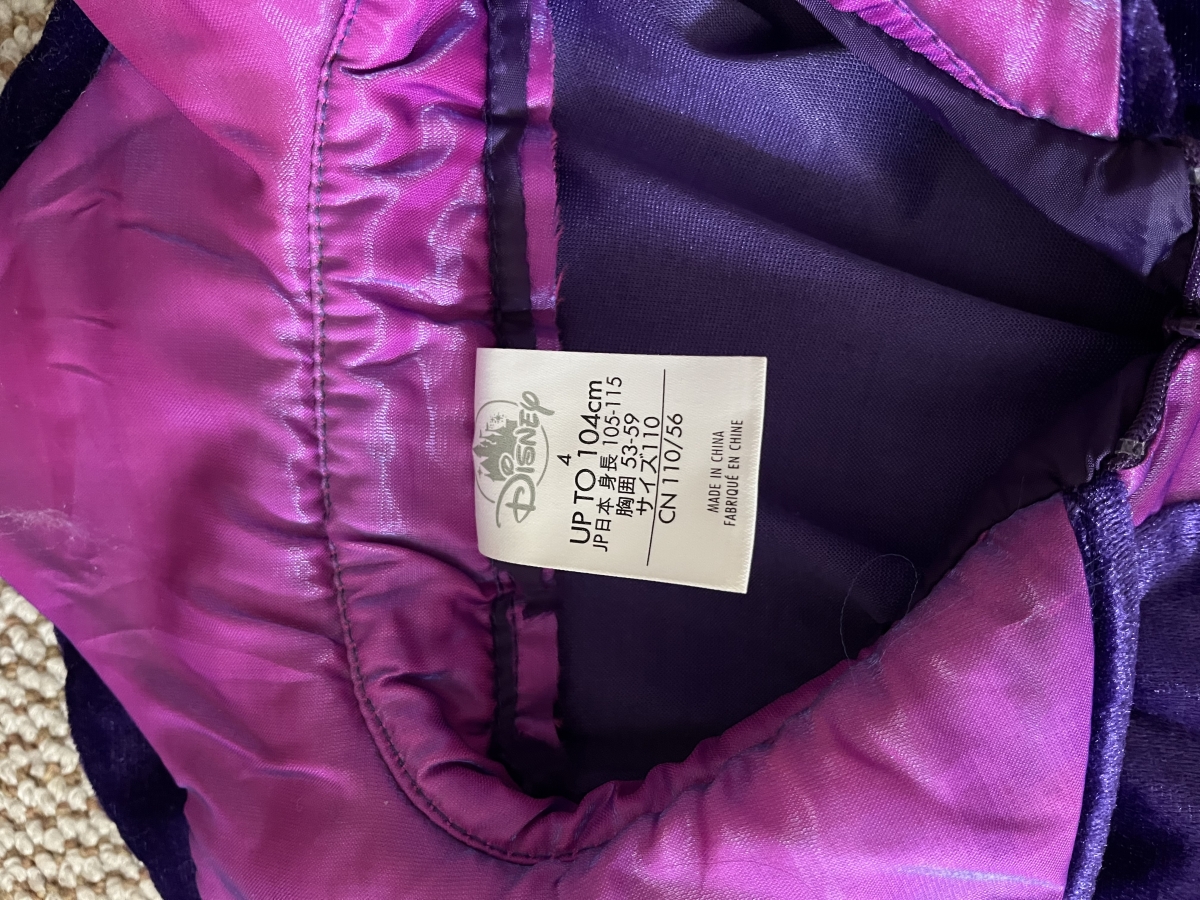 Disney
4
UP TO 104cm
JP日本 身長 105-115
胸囲 53-59
サイズ110
CN 110/56
MADE IN CHINA
FABRIQUÉ EN CHINE